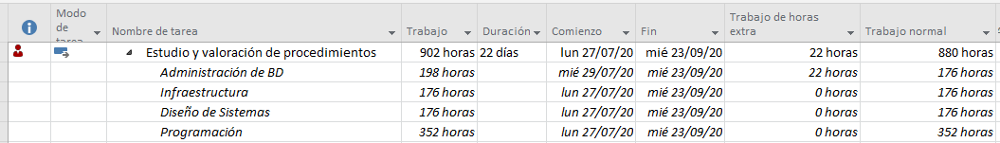 Modo de tarea Nombre de tarea Trabajo Duración Comienzo Fin Trabajo de horas extra Trabajo normal
Estudio y valoración de procedimientos 902 horas 22 días lun 27/07/20 mié 23/09/20 22 horas 880 horas
Administración de BD 198 horas mié 29/07/20 mié 23/09/20 22 horas 176 horas
Infraestructura 176 horas lun 27/07/20 mié 23/09/20 0 horas 176 horas
Diseño de Sistemas 176 horas lun 27/07/20 mié 23/09/20 0 horas 176 horas
Programación 352 horas lun 27/07/20 mié 23/09/20 0 horas 352 horas